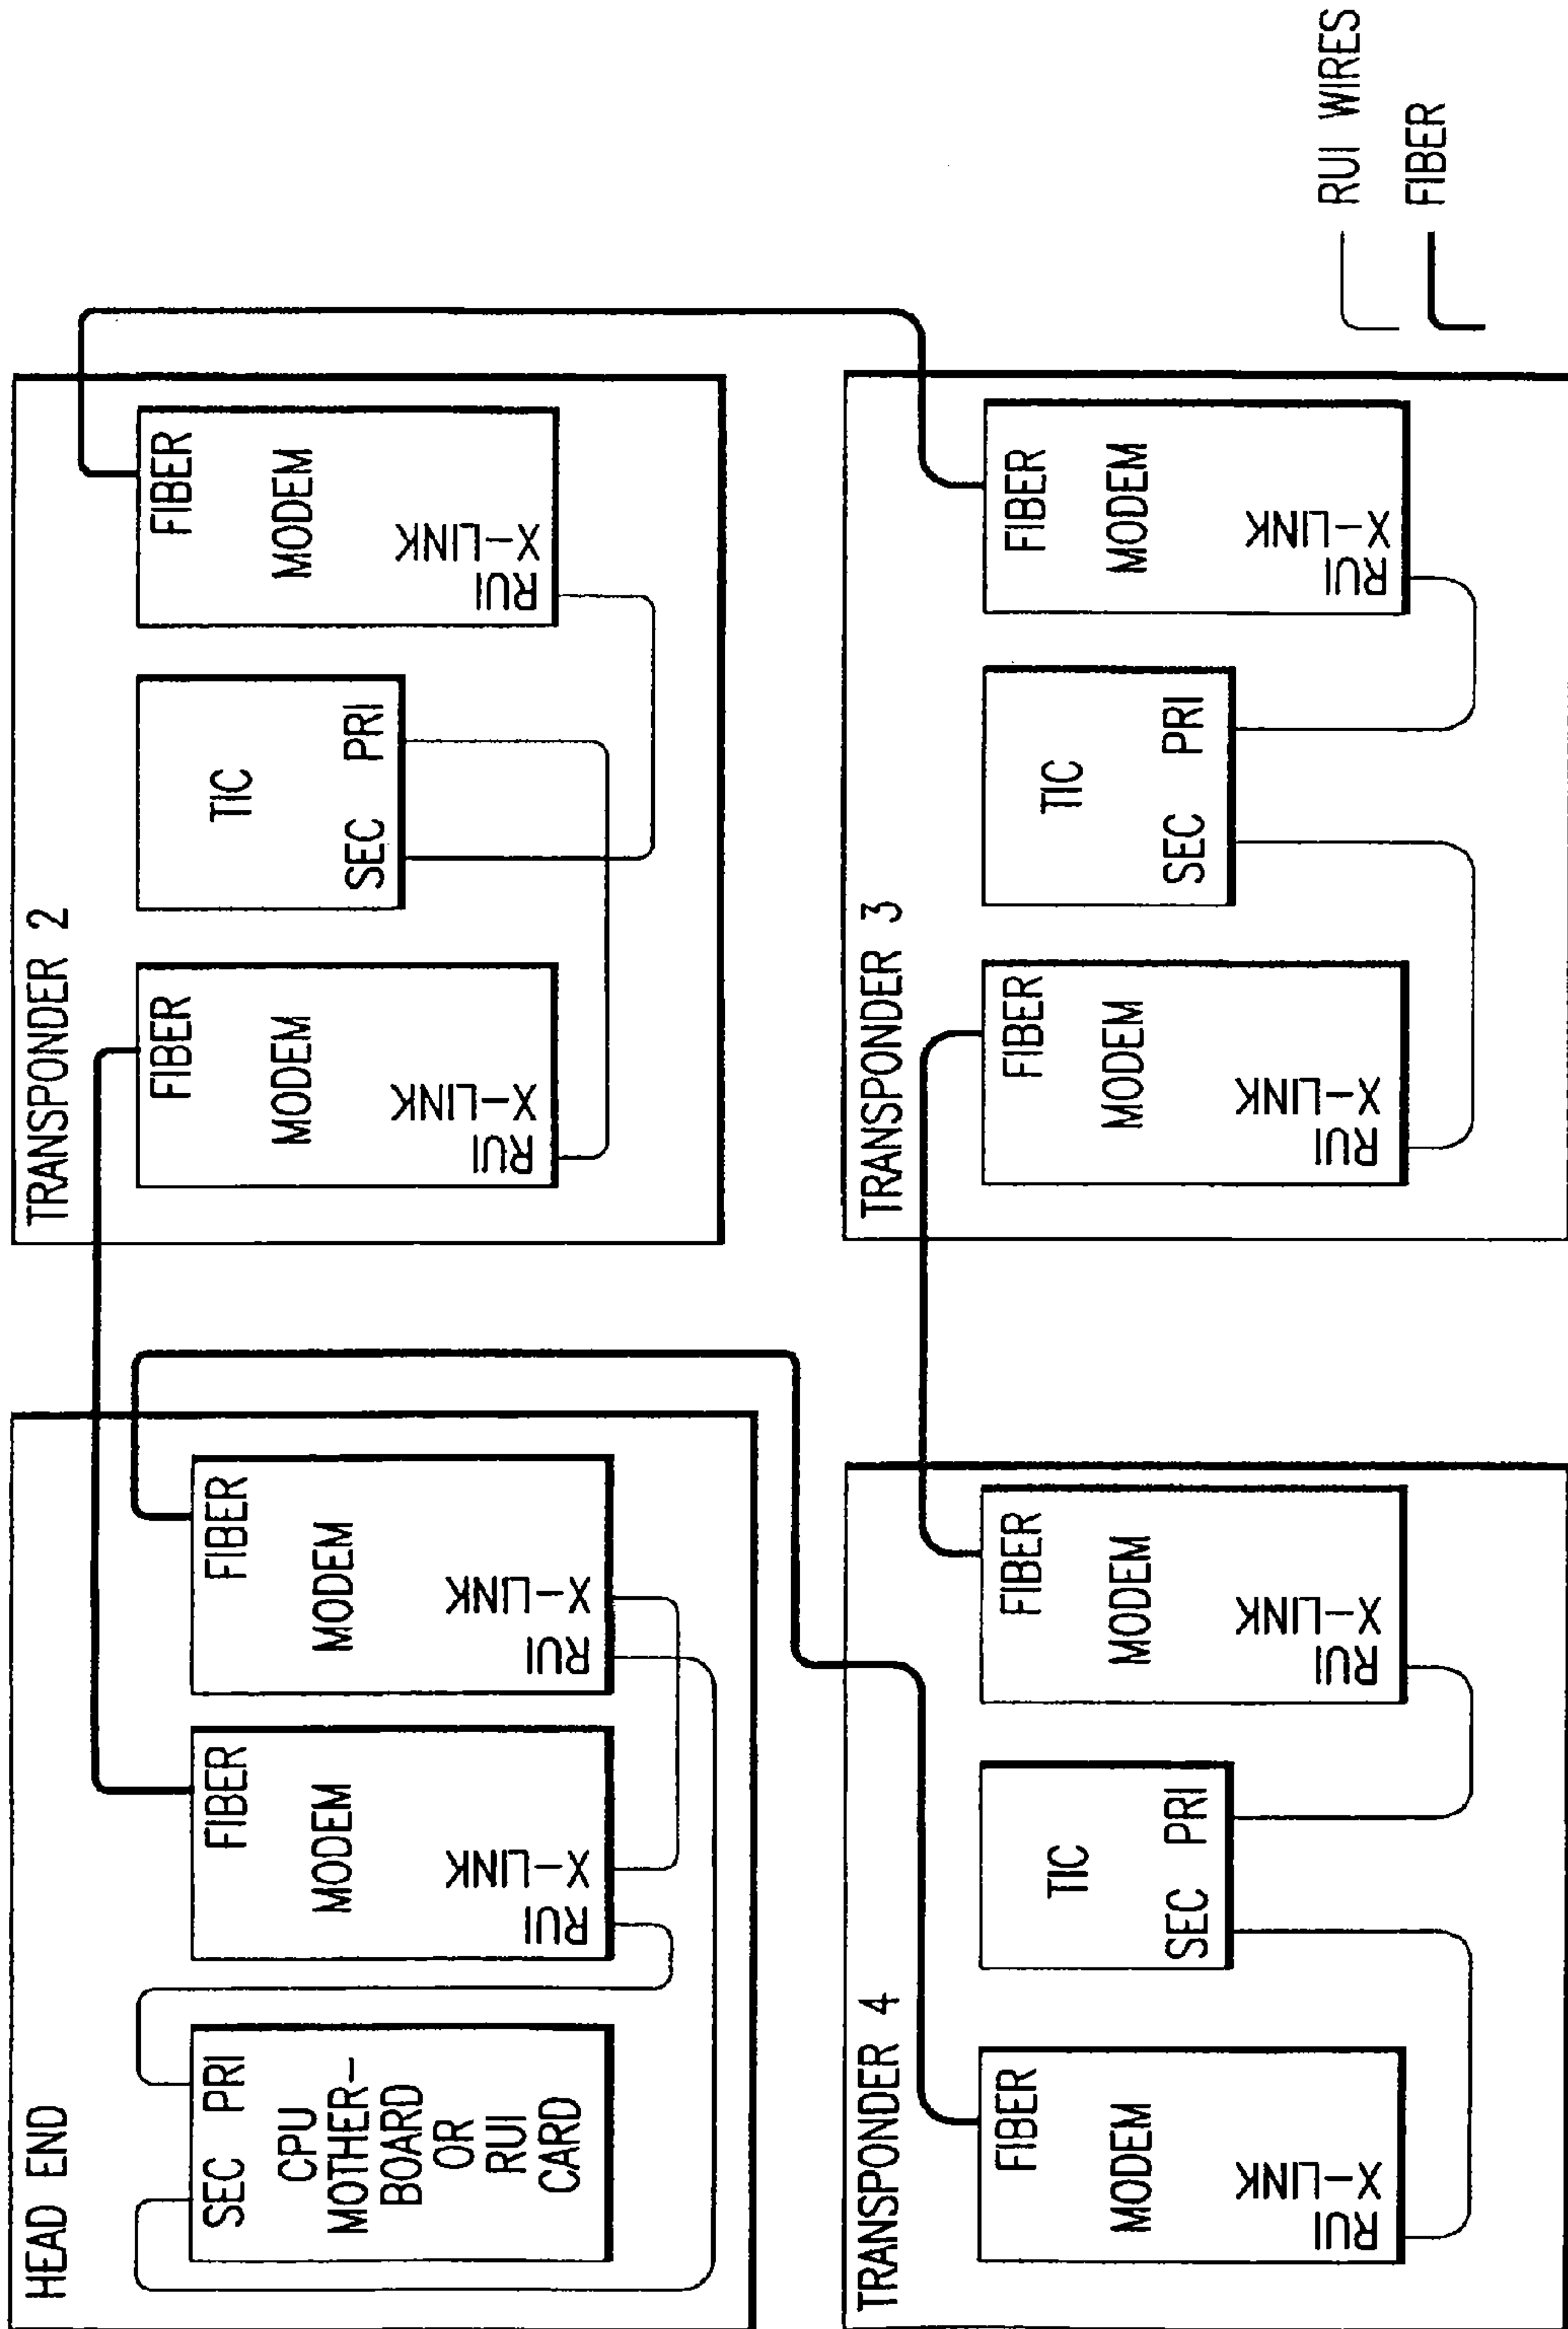 HEAD END
SEC PRI
CPU
MOTHER-
BOARD
OR
RUI
CARD
FIBER
MODEM
RUI
X-LINK
FIBER
MODEM
RUI
X-LINK
TRANSPONDER 2
FIBER
MODEM
RUI
X-LINK
TIC
SEC PRI
FIBER
MODEM
RUI
X-LINK
TRANSPONDER 4
FIBER
MODEM
RUI
X-LINK
TIC
SEC PRI
FIBER
MODEM
RUI
X-LINK
TRANSPONDER 3
FIBER
MODEM
RUI
X-LINK
TIC
SEC PRI
FIBER
MODEM
RUI
X-LINK
RUI WIRES
FIBER